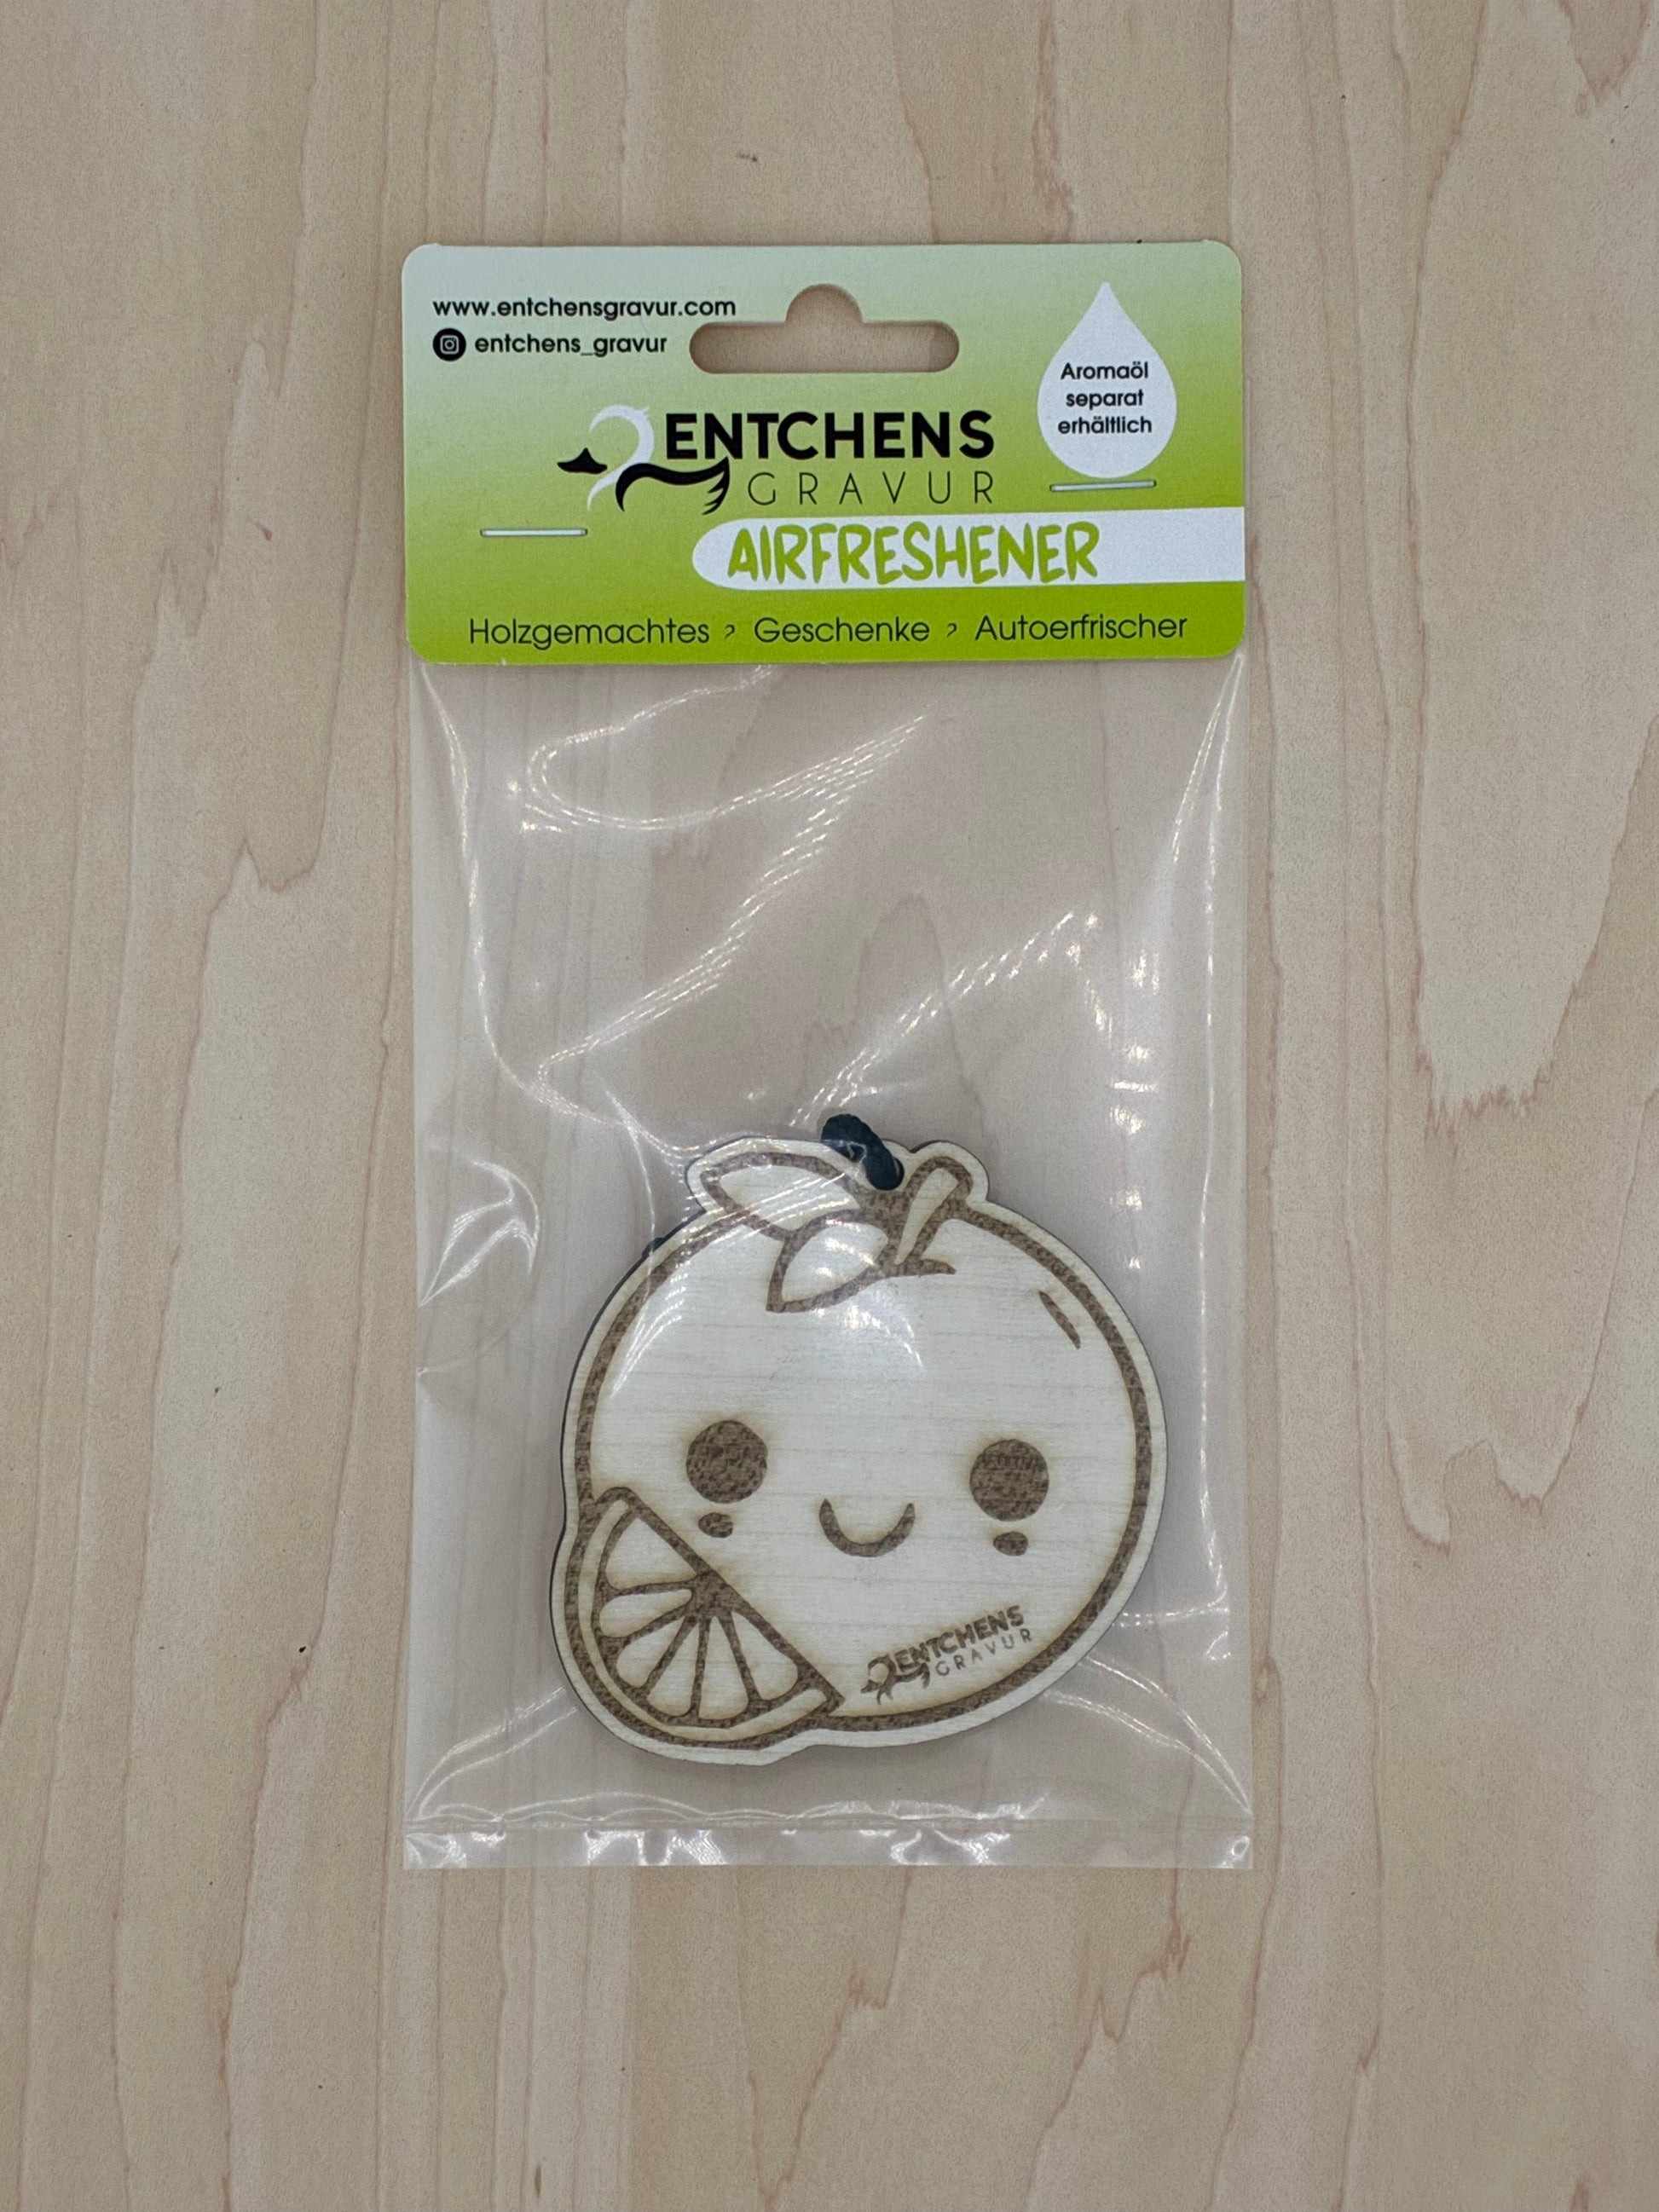 www.entchensgravur.com
entchens_gravur
Aromaöl
separat
erhältlich
ENTCHENS
GRAVUR
AIRFRESHENER
Holzgemachtes > Geschenke > Autoerfrischer
ENTCHENS
GRAVUR